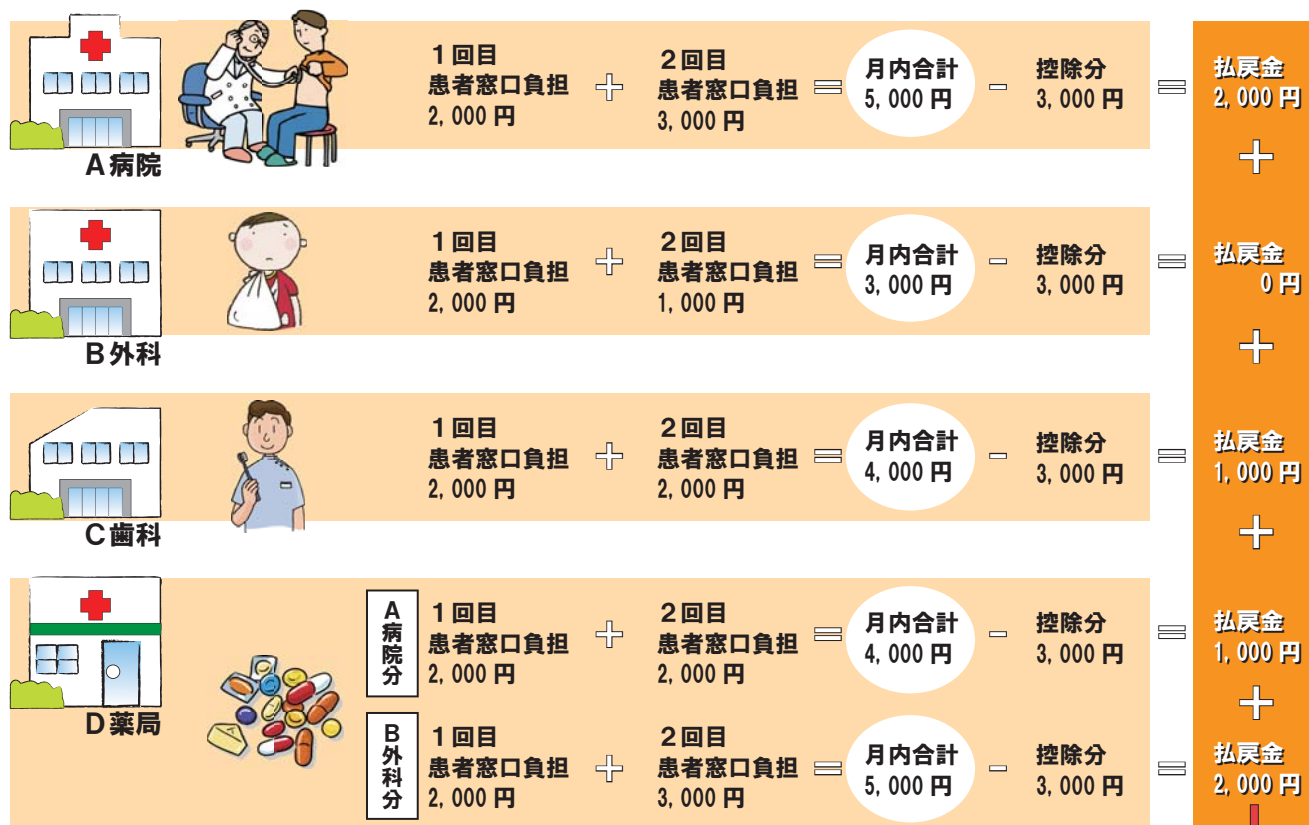 A病院
1回目
患者窓口負担
2,000円
+
2回目
患者窓口負担
3,000円
=
月内合計
5,000円
-
控除分
3,000円
=
払戻金
2,000円
+
B外科
1回目
患者窓口負担
2,000円
+
2回目
患者窓口負担
1,000円
=
月内合計
3,000円
-
控除分
3,000円
=
払戻金
0円
+
C歯科
1回目
患者窓口負担
2,000円
+
2回目
患者窓口負担
2,000円
=
月内合計
4,000円
-
控除分
3,000円
=
払戻金
1,000円
+
D薬局
A病院分
1回目
患者窓口負担
2,000円
+
2回目
患者窓口負担
2,000円
=
月内合計
4,000円
-
控除分
3,000円
=
払戻金
1,000円
+
B外科分
1回目
患者窓口負担
2,000円
+
2回目
患者窓口負担
3,000円
=
月内合計
5,000円
-
控除分
3,000円
=
払戻金
2,000円